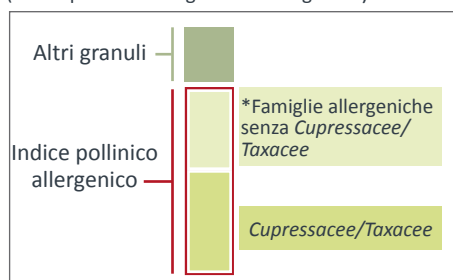 Altri granuli
*Famiglie allergeniche
senza Cupressacee/
Taxacee
Indice pollinico
allergenico
Cupressacee/Taxacee